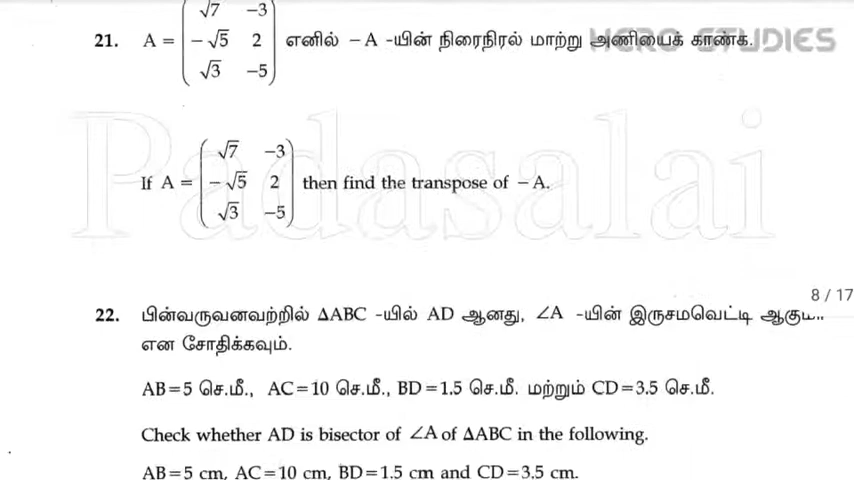 21. A = ( √7 −3 / −√5 2 / √3 −5 ) எனில் −A -யின் நிரைநிரல் மாற்று அணியைக் காண்க.
HERO STUDIES
Padasalai
If A = ( √7 −3 / −√5 2 / √3 −5 ) then find the transpose of −A.
8 / 17
22. பின்வருவனவற்றில் ΔABC -யில் AD ஆனது, ∠A -யின் இருசமவெட்டி
என சோதிக்கவும்.
AB=5 செ.மீ., AC=10 செ.மீ., BD=1.5 செ.மீ. மற்றும் CD=3.5 செ.மீ.
Check whether AD is bisector of ∠A of ΔABC in the following.
AB=5 cm, AC=10 cm, BD=1.5 cm and CD=3.5 cm.